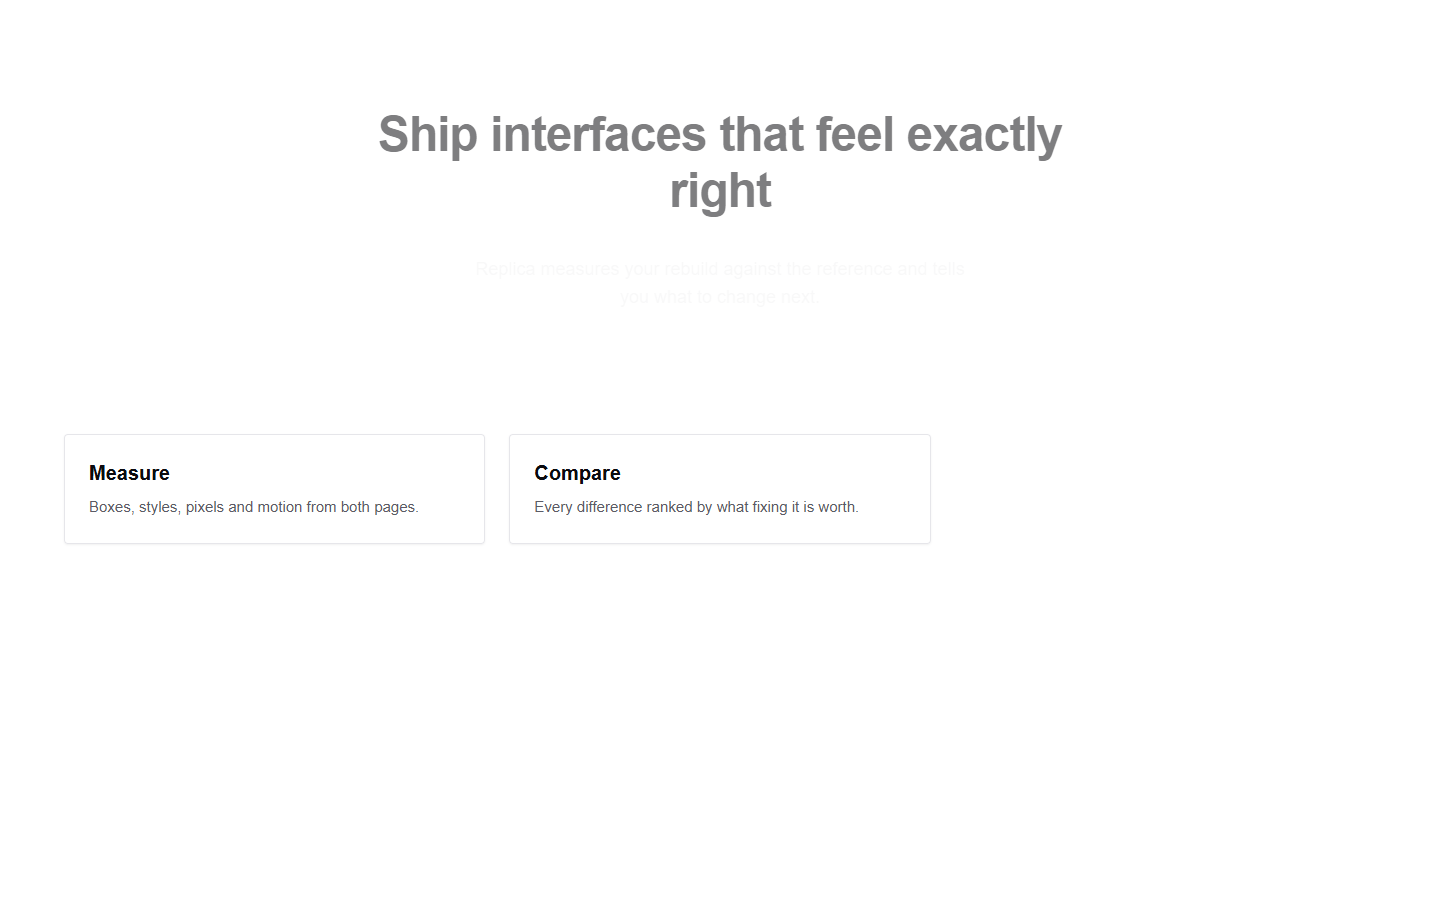 Ship interfaces that feel exactly
right
Replica measures your rebuild against the reference and tells
you what to change next.
Measure
Boxes, styles, pixels and motion from both pages.
Compare
Every difference ranked by what fixing it is worth.